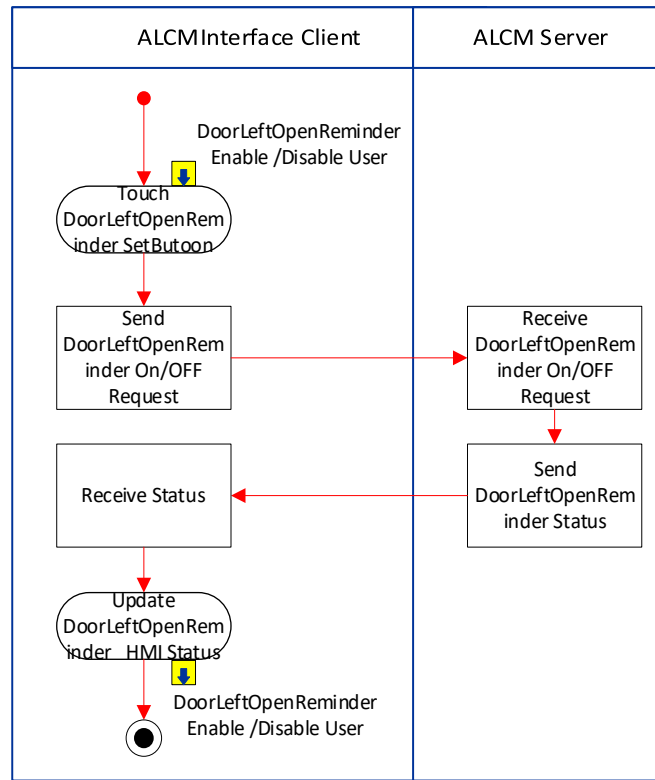 ALCMInterface Client
ALCM Server
DoorLeftOpenReminder
Enable /Disable User
Touch
DoorLeftOpenRem
inder SetButoon
Send
DoorLeftOpenRem
inder On/OFF
Request
Receive
DoorLeftOpenRem
inder On/OFF
Request
Receive Status
Send
DoorLeftOpenRem
inder Status
Update
DoorLeftOpenRem
inder   HMI Status
DoorLeftOpenReminder
Enable /Disable User